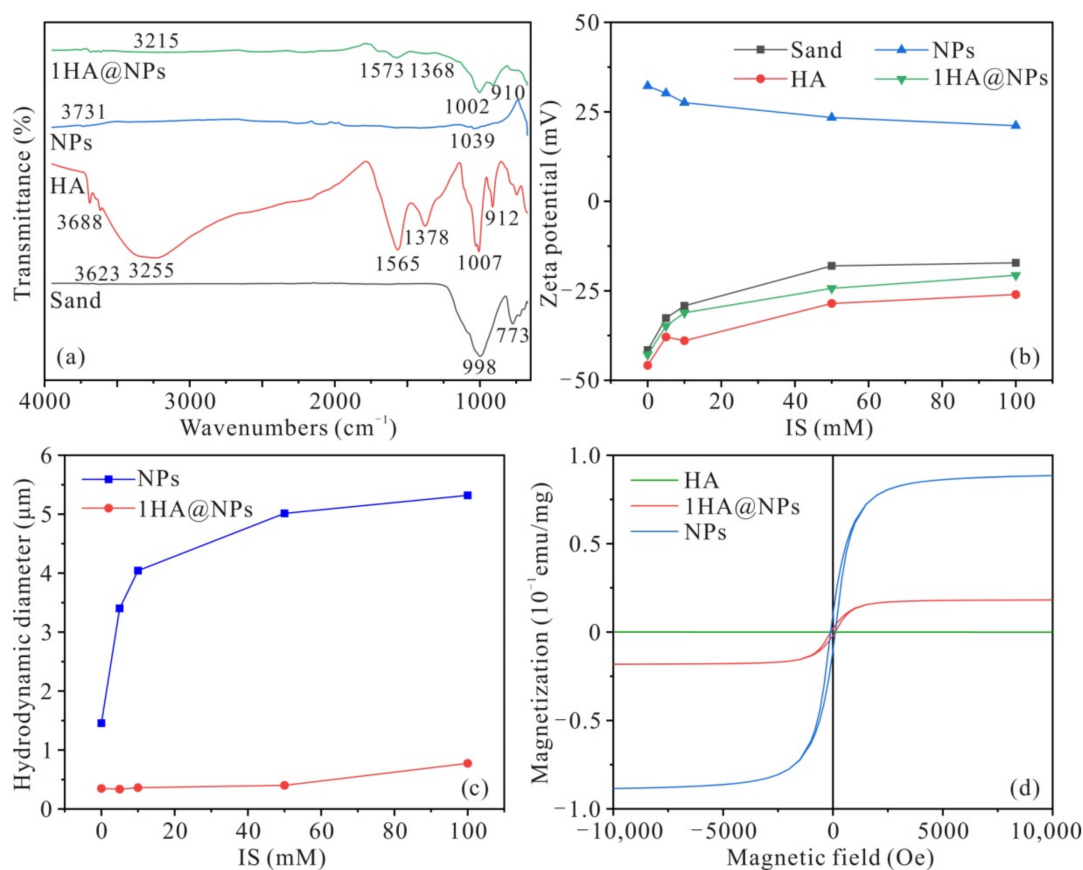 3215
1HA@NPs
1573 1368
1002 910
3731
NPs
1039
HA
3688
3623 3255
1565
1378
1007
912
Sand
998
773
(a)
Transmittance (%)
4000 3000 2000 1000
Wavenumbers (cm⁻¹)
50
25
0
−25
−50
Zeta potential (mV)
Sand NPs
HA 1HA@NPs
(b)
0 20 40 60 80 100
IS (mM)
6
5
4
3
2
1
0
Hydrodynamic diameter (μm)
NPs
1HA@NPs
(c)
0 20 40 60 80 100
IS (mM)
1.0
0.5
0
−0.5
−1.0
Magnetization (10⁻¹emu/mg)
HA
1HA@NPs
NPs
(d)
−10,000 −5000 0 5000 10,000
Magnetic field (Oe)